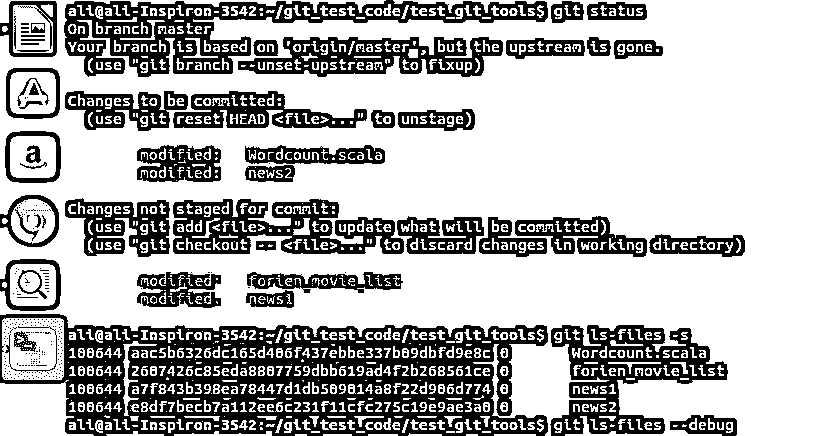 ali@ali-Inspiron-3542:~/git_test_code/test_git_tools$ git status
On branch master
Your branch is based on 'origin/master', but the upstream is gone.
(use "git branch --unset-upstream" to fixup)
Changes to be committed:
(use "git reset HEAD <file>..." to unstage)
modified: Wordcount.scala
modified: news2
Changes not staged for commit:
(use "git add <file>..." to update what will be committed)
(use "git checkout -- <file>..." to discard changes in working directory)
modified: forien_movie_list
modified: news1
ali@ali-Inspiron-3542:~/git_test_code/test_git_tools$ git ls-files -s
100644 aac5b6326dc165d406f437ebbe337b09dbfd9e8c 0 Wordcount.scala
100644 2607426c85eda8807759dbb619ad4f2b268561ce 0 forien_movie_list
100644 a7f843b398ea78447d1db509014a8f22d906d774 0 news1
100644 e8df7becb7a112ee6c231f11cfc275c19e9ae3a0 0 news2
ali@ali-Inspiron-3542:~/git_test_code/test_git_tools$ git ls-files --debug